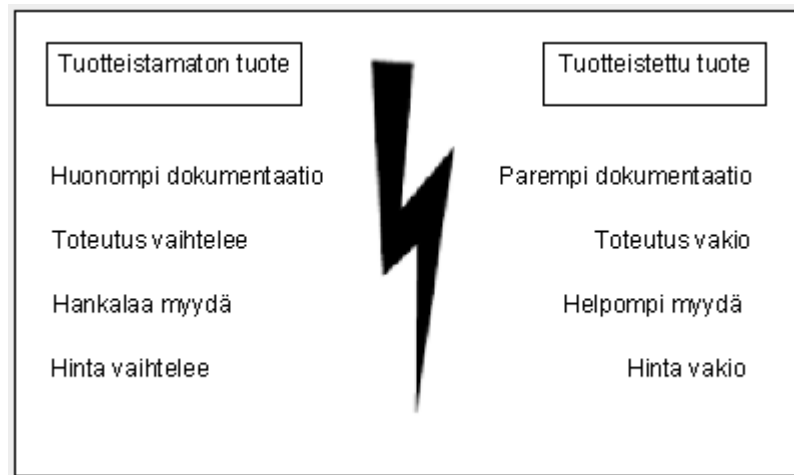 Tuotteistamaton tuote
Tuotteistettu tuote
Huonompi dokumentaatio
Parempi dokumentaatio
Toteutus vaihtelee
Toteutus vakio
Hankalaa myydä
Helpompi myydä
Hinta vaihtelee
Hinta vakio